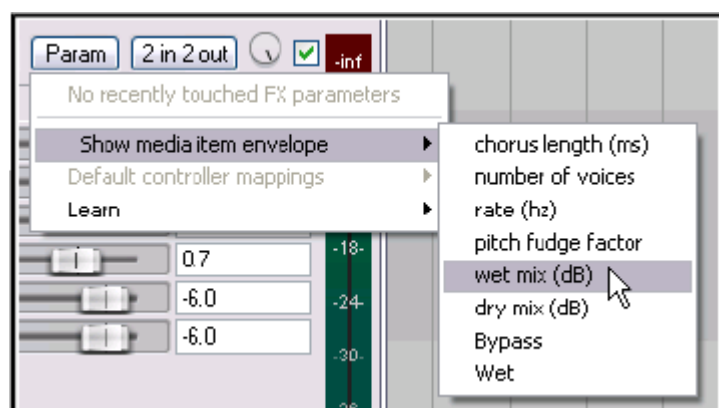 Param 2 in 2 out -inf
No recently touched FX parameters
Show media item envelope
Default controller mappings
Learn
chorus length (ms)
number of voices
rate (hz)
pitch fudge factor
wet mix (dB)
dry mix (dB)
Bypass
Wet
0.7 -18-
-6.0 -24-
-6.0
-30-